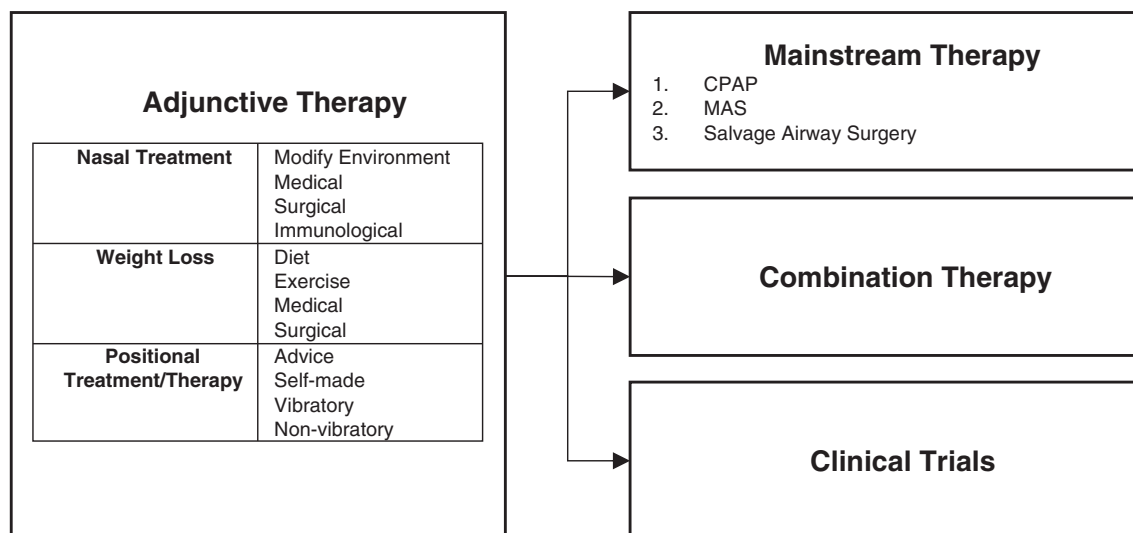 Adjunctive Therapy
Nasal Treatment
Modify Environment
Medical
Surgical
Immunological
Weight Loss
Diet
Exercise
Medical
Surgical
Positional
Treatment/Therapy
Advice
Self-made
Vibratory
Non-vibratory
Mainstream Therapy
1. CPAP
2. MAS
3. Salvage Airway Surgery
Combination Therapy
Clinical Trials